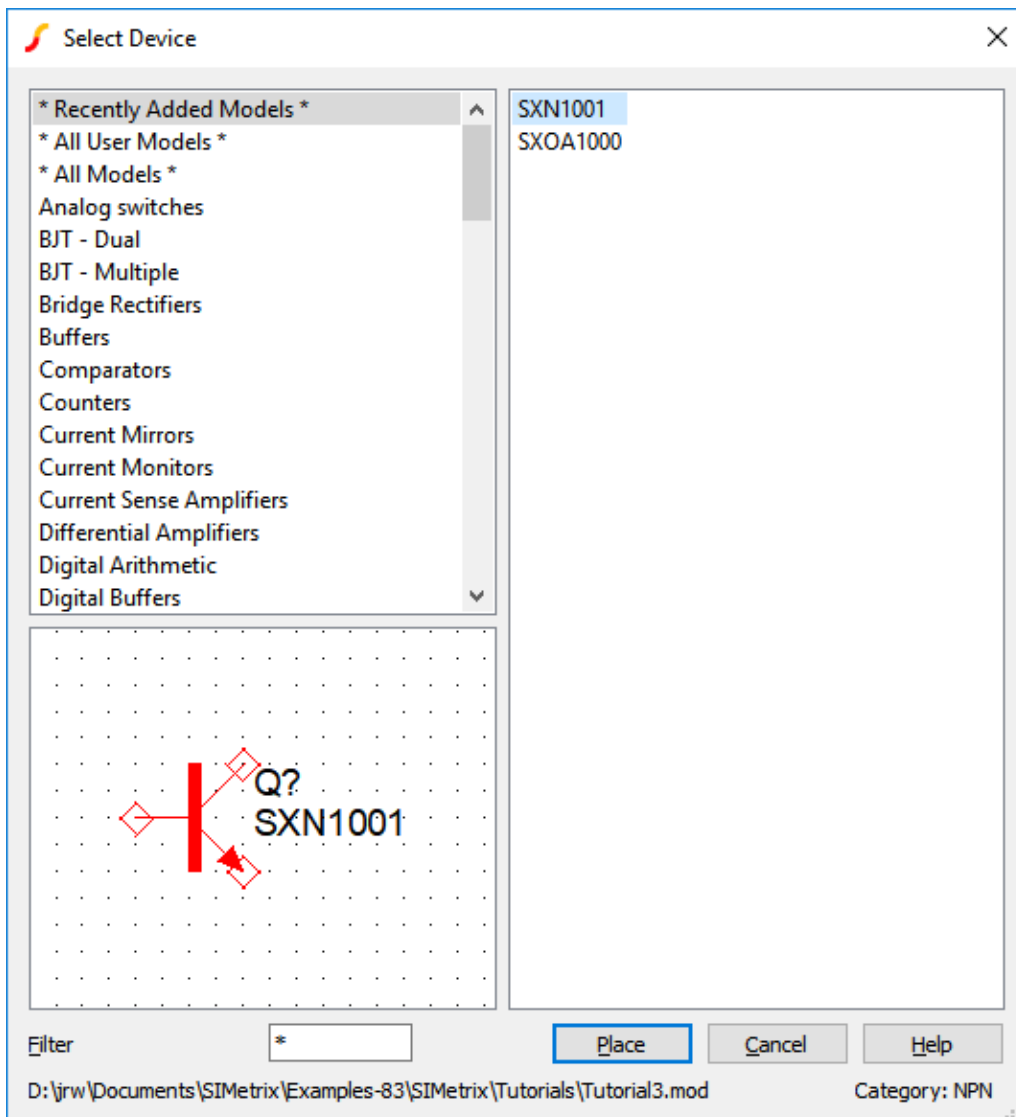 Select Device
* Recently Added Models *
* All User Models *
* All Models *
Analog switches
BJT - Dual
BJT - Multiple
Bridge Rectifiers
Buffers
Comparators
Counters
Current Mirrors
Current Monitors
Current Sense Amplifiers
Differential Amplifiers
Digital Arithmetic
Digital Buffers
SXN1001
SXOA1000
Q?
SXN1001
Filter
*
Place
Cancel
Help
D:\jrw\Documents\SIMetrix\Examples-83\SIMetrix\Tutorials\Tutorial3.mod
Category: NPN